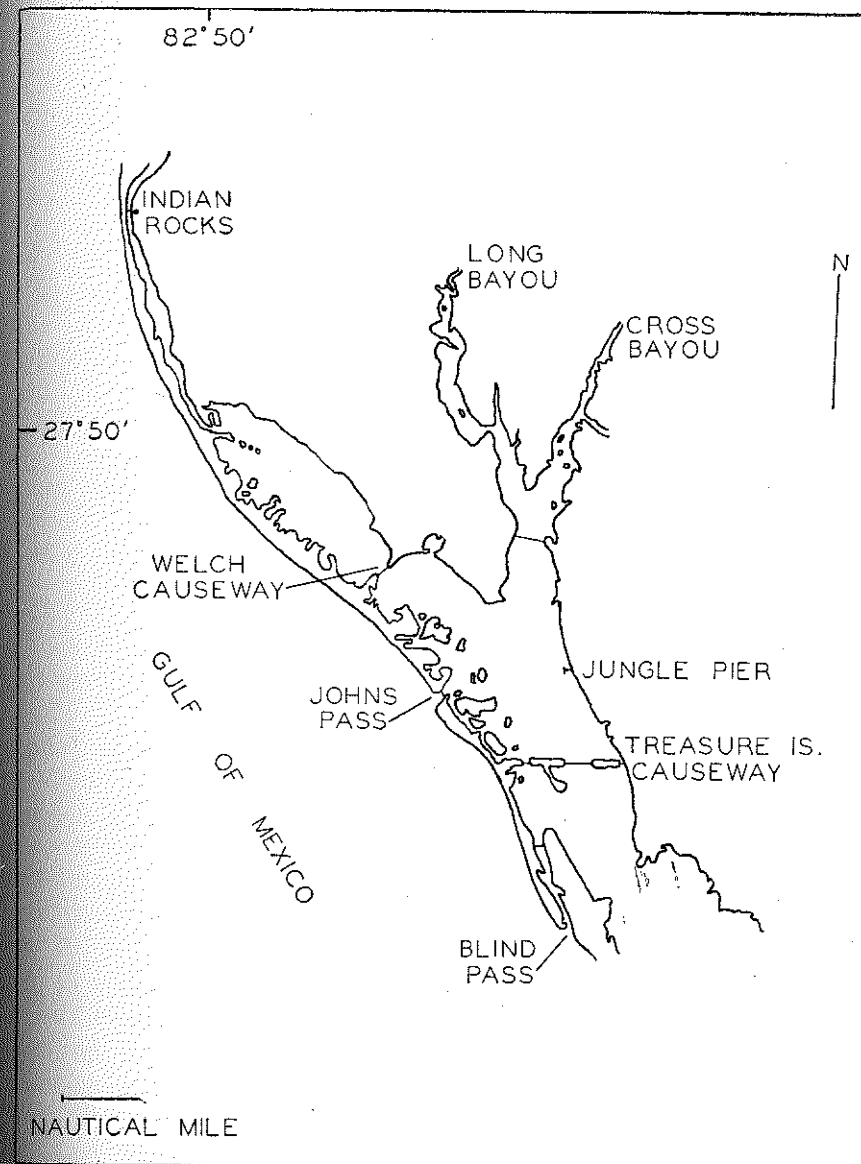 82°50'
INDIAN
ROCKS
LONG
BAYOU
N
CROSS
BAYOU
27°50'
WELCH
CAUSEWAY
GULF OF MEXICO
JUNGLE PIER
JOHNS
PASS
TREASURE IS.
CAUSEWAY
BLIND
PASS
NAUTICAL MILE